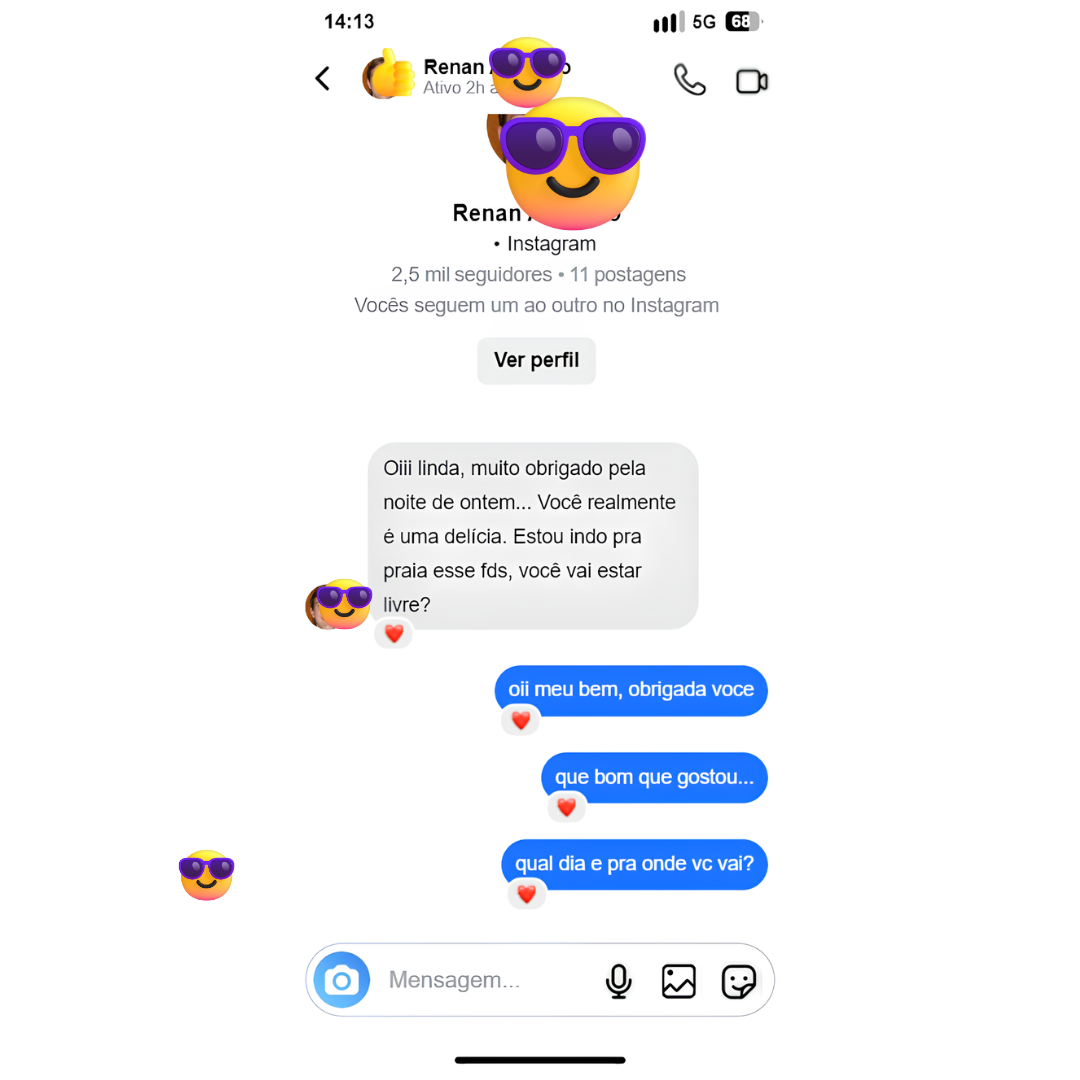 14:13
5G
68
Renan
Ativo 2h
Renan
• Instagram
2,5 mil seguidores • 11 postagens
Vocês seguem um ao outro no Instagram
Ver perfil
Oiii linda, muito obrigado pela
noite de ontem... Você realmente
é uma delícia. Estou indo pra
praia esse fds, você vai estar
livre?
oii meu bem, obrigada voce
que bom que gostou...
qual dia e pra onde vc vai?
Mensagem...